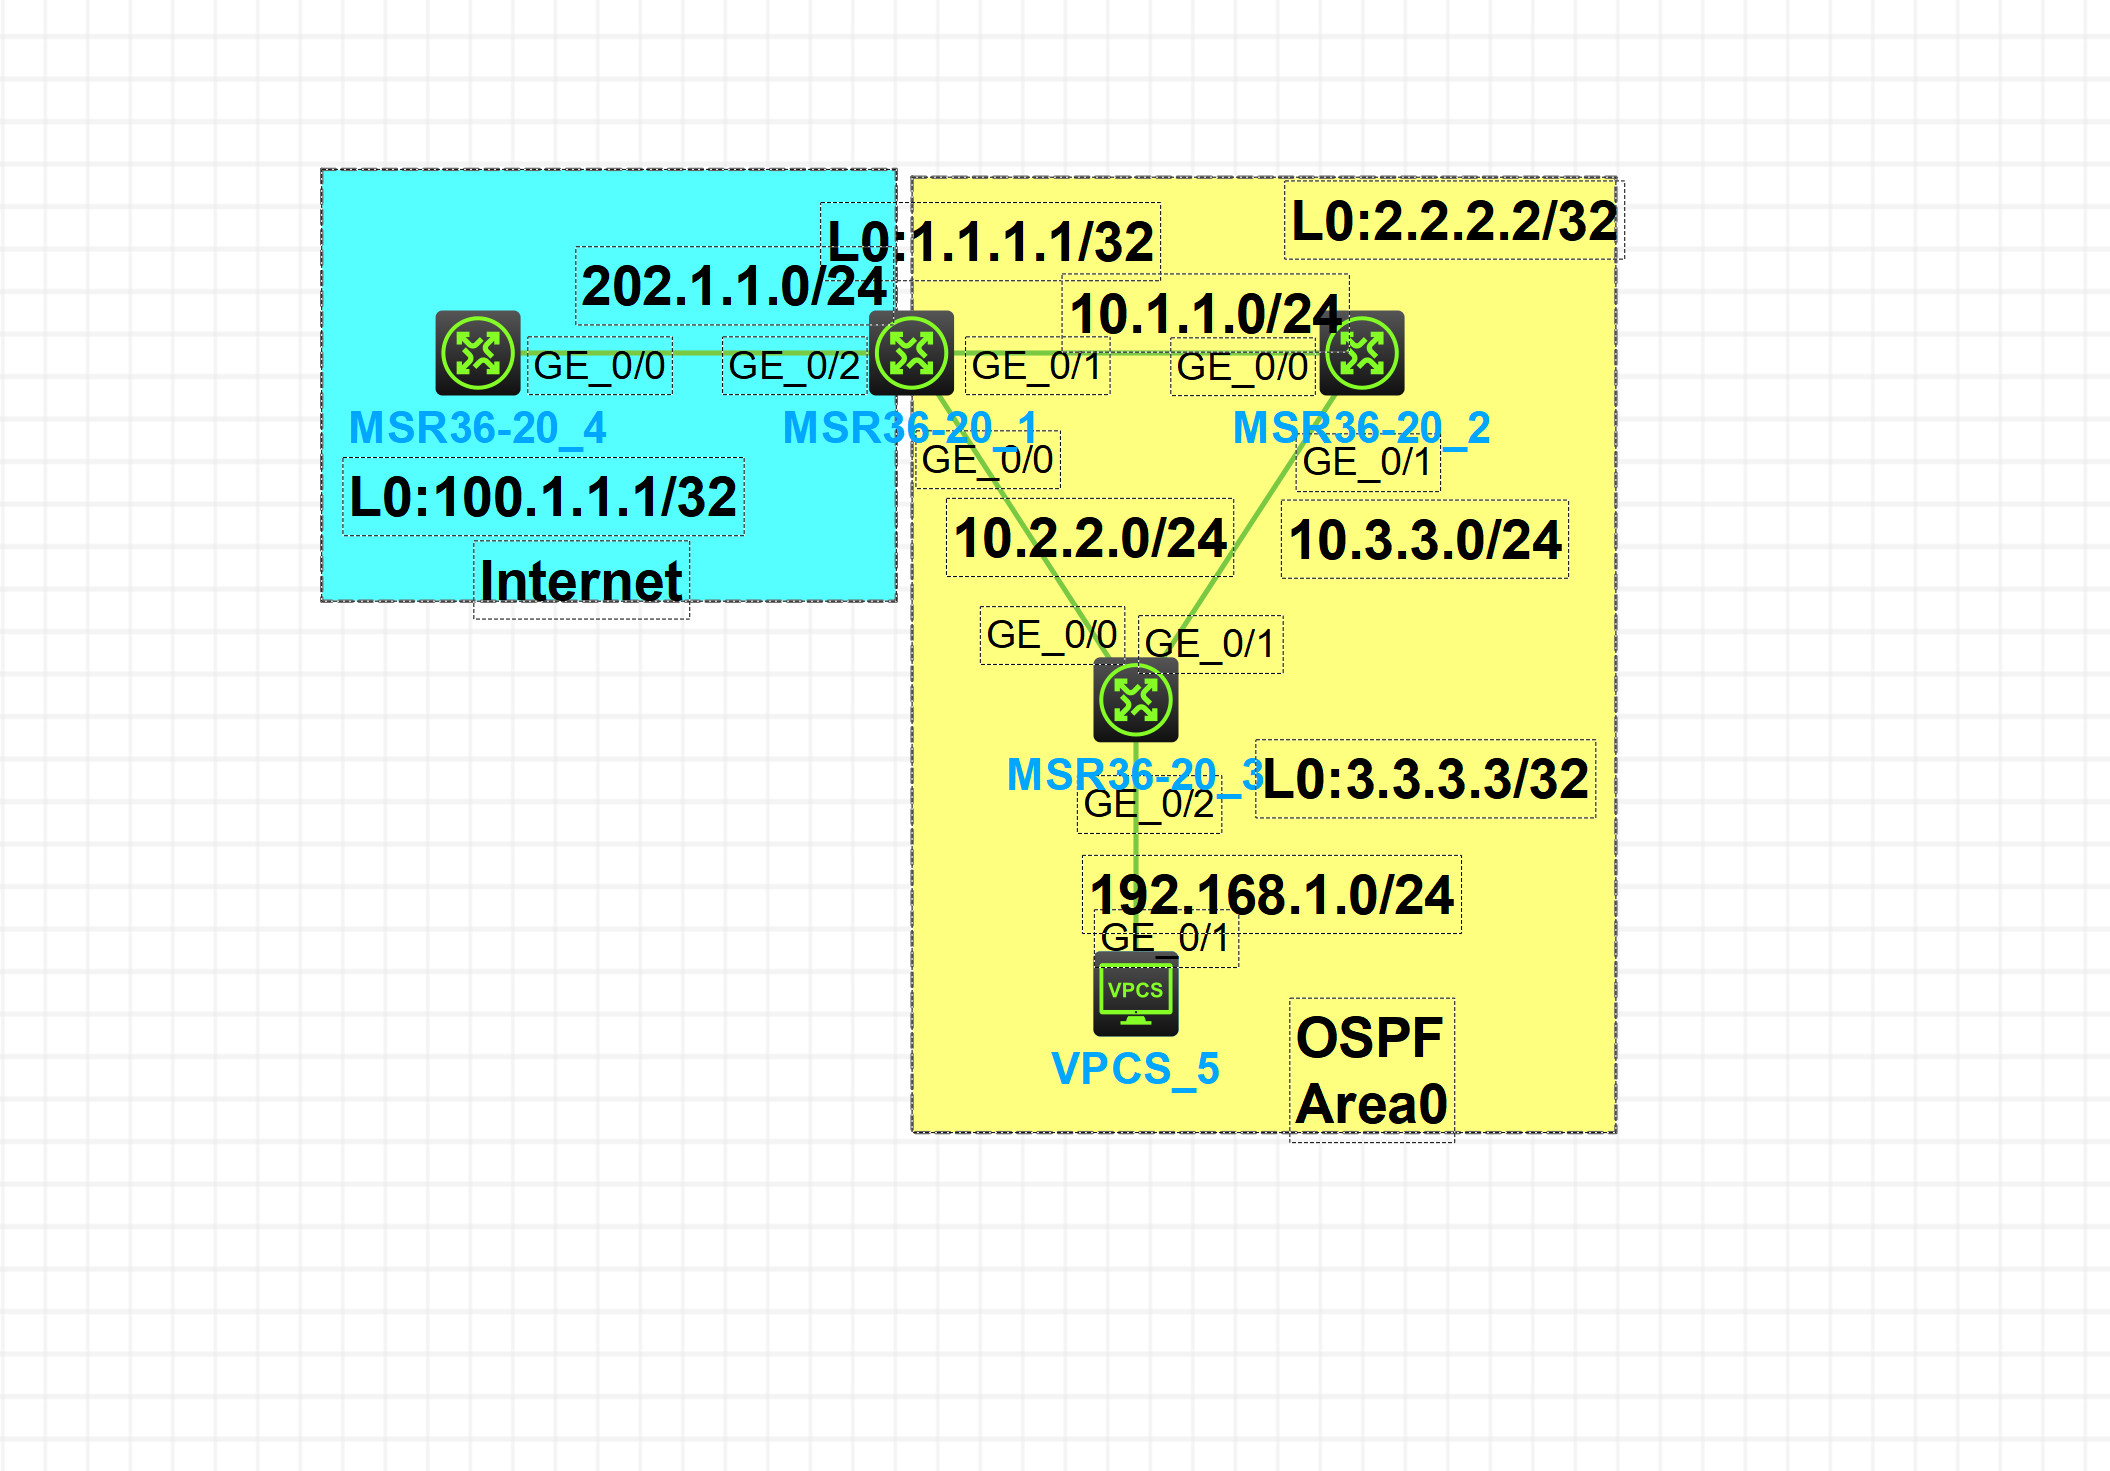 L0:2.2.2.2/32
L0:1.1.1.1/32
202.1.1.0/24
10.1.1.0/24
GE_0/0
GE_0/2
GE_0/1
GE_0/0
MSR36-20_4
MSR36-20_1
MSR36-20_2
GE_0/0
GE_0/1
L0:100.1.1.1/32
10.2.2.0/24
10.3.3.0/24
Internet
GE_0/0
GE_0/1
MSR36-20_3
L0:3.3.3.3/32
GE_0/2
192.168.1.0/24
GE_0/1
VPCS
VPCS_5
OSPF
Area0